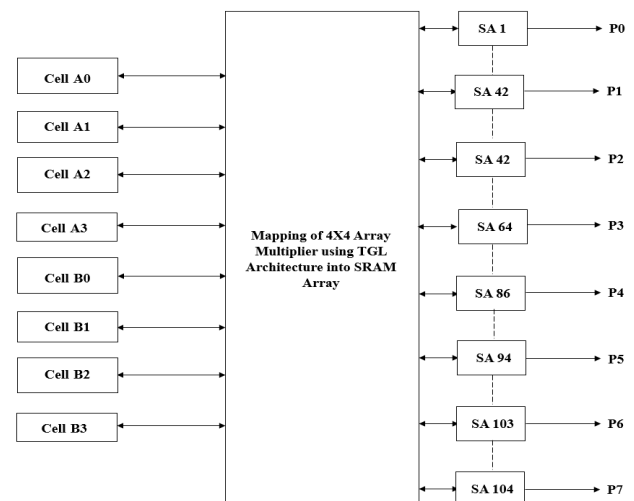 Cell A0
Cell A1
Cell A2
Cell A3
Cell B0
Cell B1
Cell B2
Cell B3
Mapping of 4X4 Array
Multiplier using TGL
Architecture into SRAM
Array
SA 1
P0
SA 42
P1
SA 42
P2
SA 64
P3
SA 86
P4
SA 94
P5
SA 103
P6
SA 104
P7